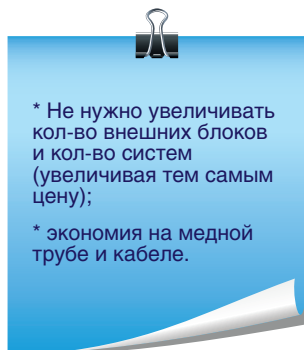 * Не нужно увеличивать
кол-во внешних блоков
и кол-во систем
(увеличивая тем самым
цену);
* экономия на медной
трубе и кабеле.